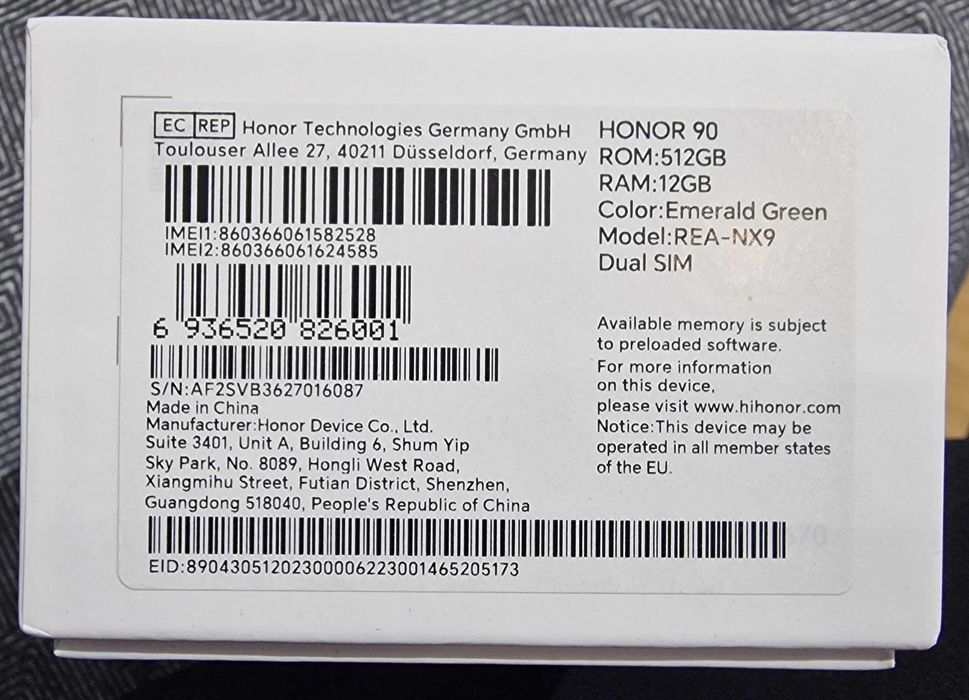 EC REP Honor Technologies Germany GmbH
Toulouser Allee 27, 40211 Düsseldorf, Germany
IMEI1:860366061582528
IMEI2:860366061624585
6 936520 826001
S/N:AF2SVB3627016087
Made in China
Manufacturer:Honor Device Co., Ltd.
Suite 3401, Unit A, Building 6, Shum Yip
Sky Park, No. 8089, Hongli West Road,
Xiangmihu Street, Futian District, Shenzhen,
Guangdong 518040, People's Republic of China
EID:89043051202300006223001465205173
HONOR 90
ROM:512GB
RAM:12GB
Color:Emerald Green
Model:REA-NX9
Dual SIM
Available memory is subject
to preloaded software.
For more information
on this device,
please visit www.hihonor.com
Notice:This device may be
operated in all member states
of the EU.